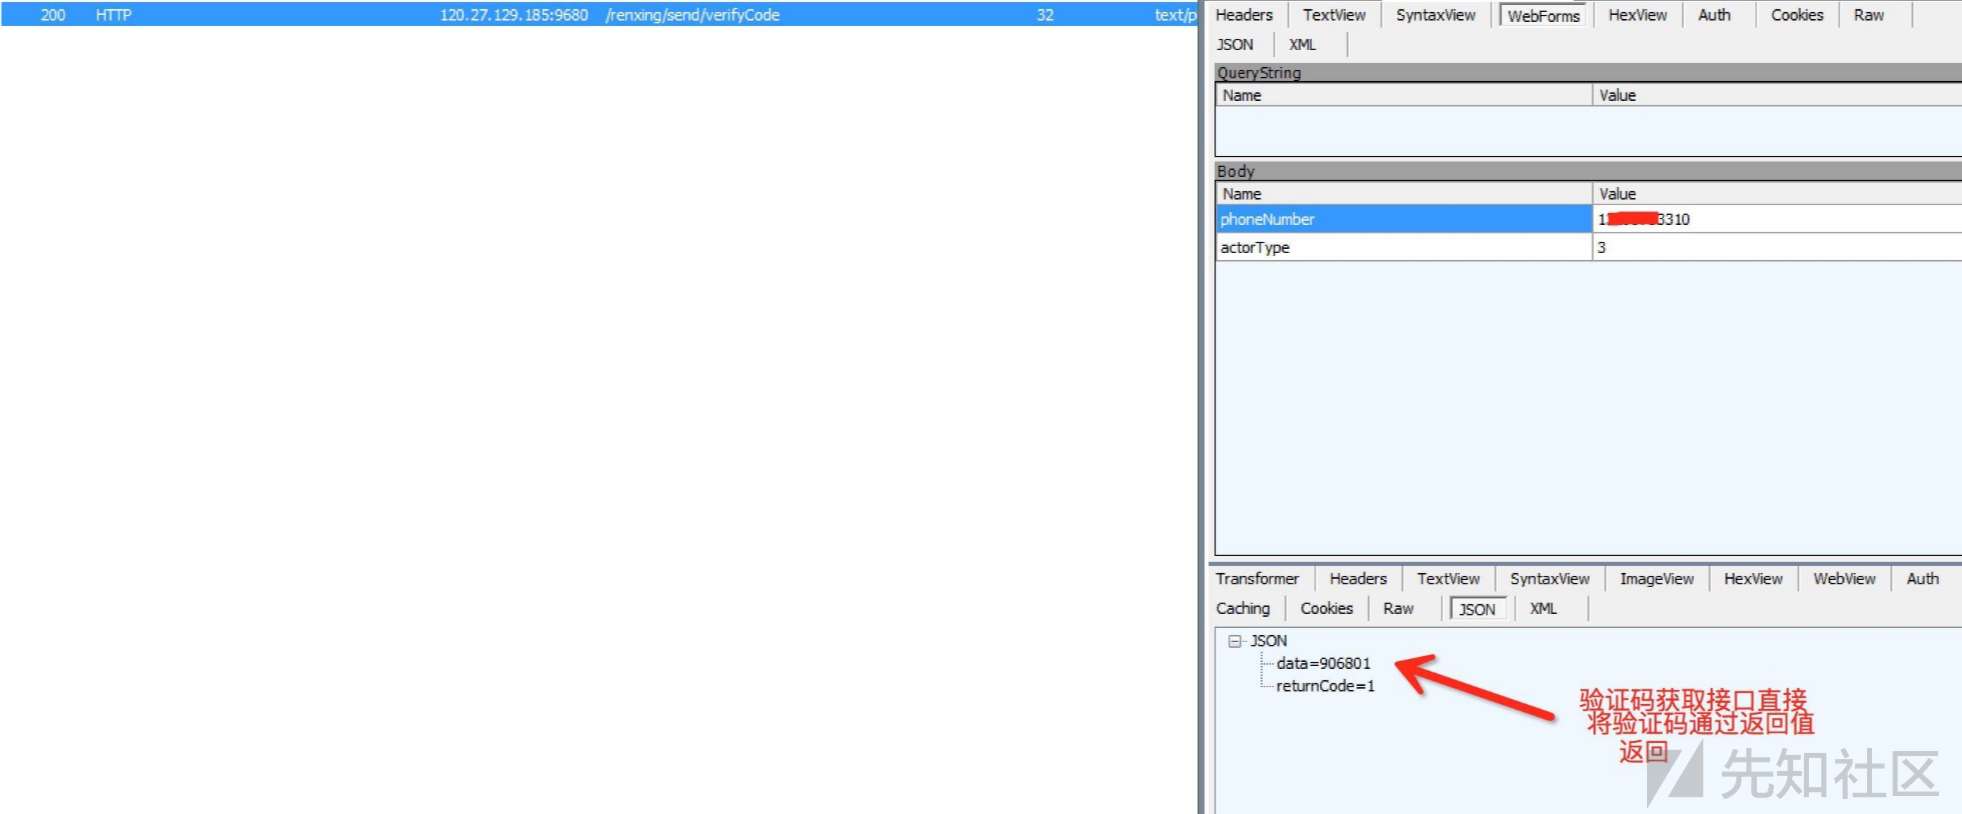 200 HTTP 120.27.129.185:9680 /renxing/send/verifyCode 32 text/p
Headers TextView SyntaxView WebForms HexView Auth Cookies Raw
JSON XML
QueryString
Name Value
Body
Name Value
phoneNumber 1 3310
actorType 3
Transformer Headers TextView SyntaxView ImageView HexView WebView Auth
Caching Cookies Raw JSON XML
JSON
data=906801
returnCode=1
验证码获取接口直接
将验证码通过返回值
返回
先知社区